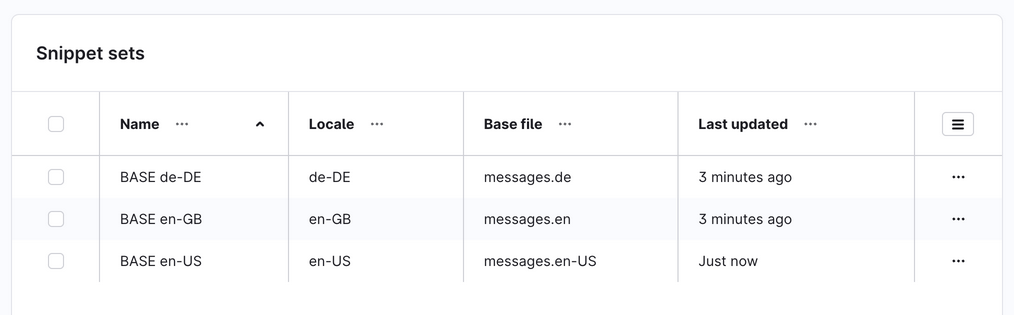 Snippet sets
Name ··· Locale ··· Base file ··· Last updated ···
BASE de-DE de-DE messages.de 3 minutes ago ···
BASE en-GB en-GB messages.en 3 minutes ago ···
BASE en-US en-US messages.en-US Just now ···